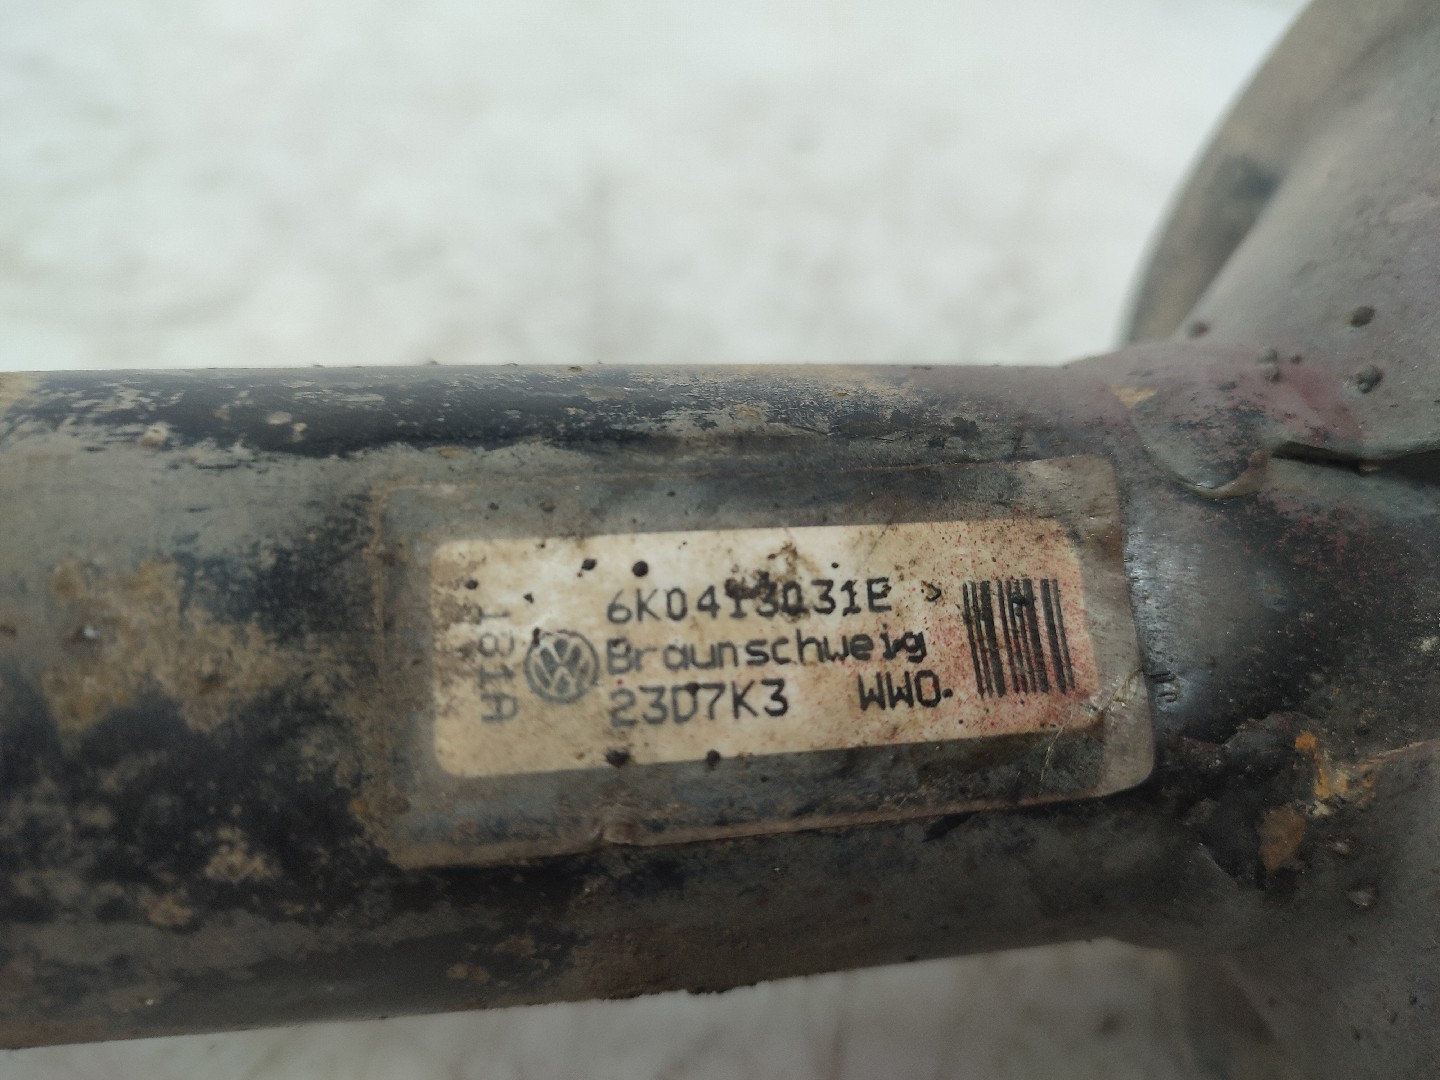 6K0413031E
Braunschweig
23D7K3 WWO
181A